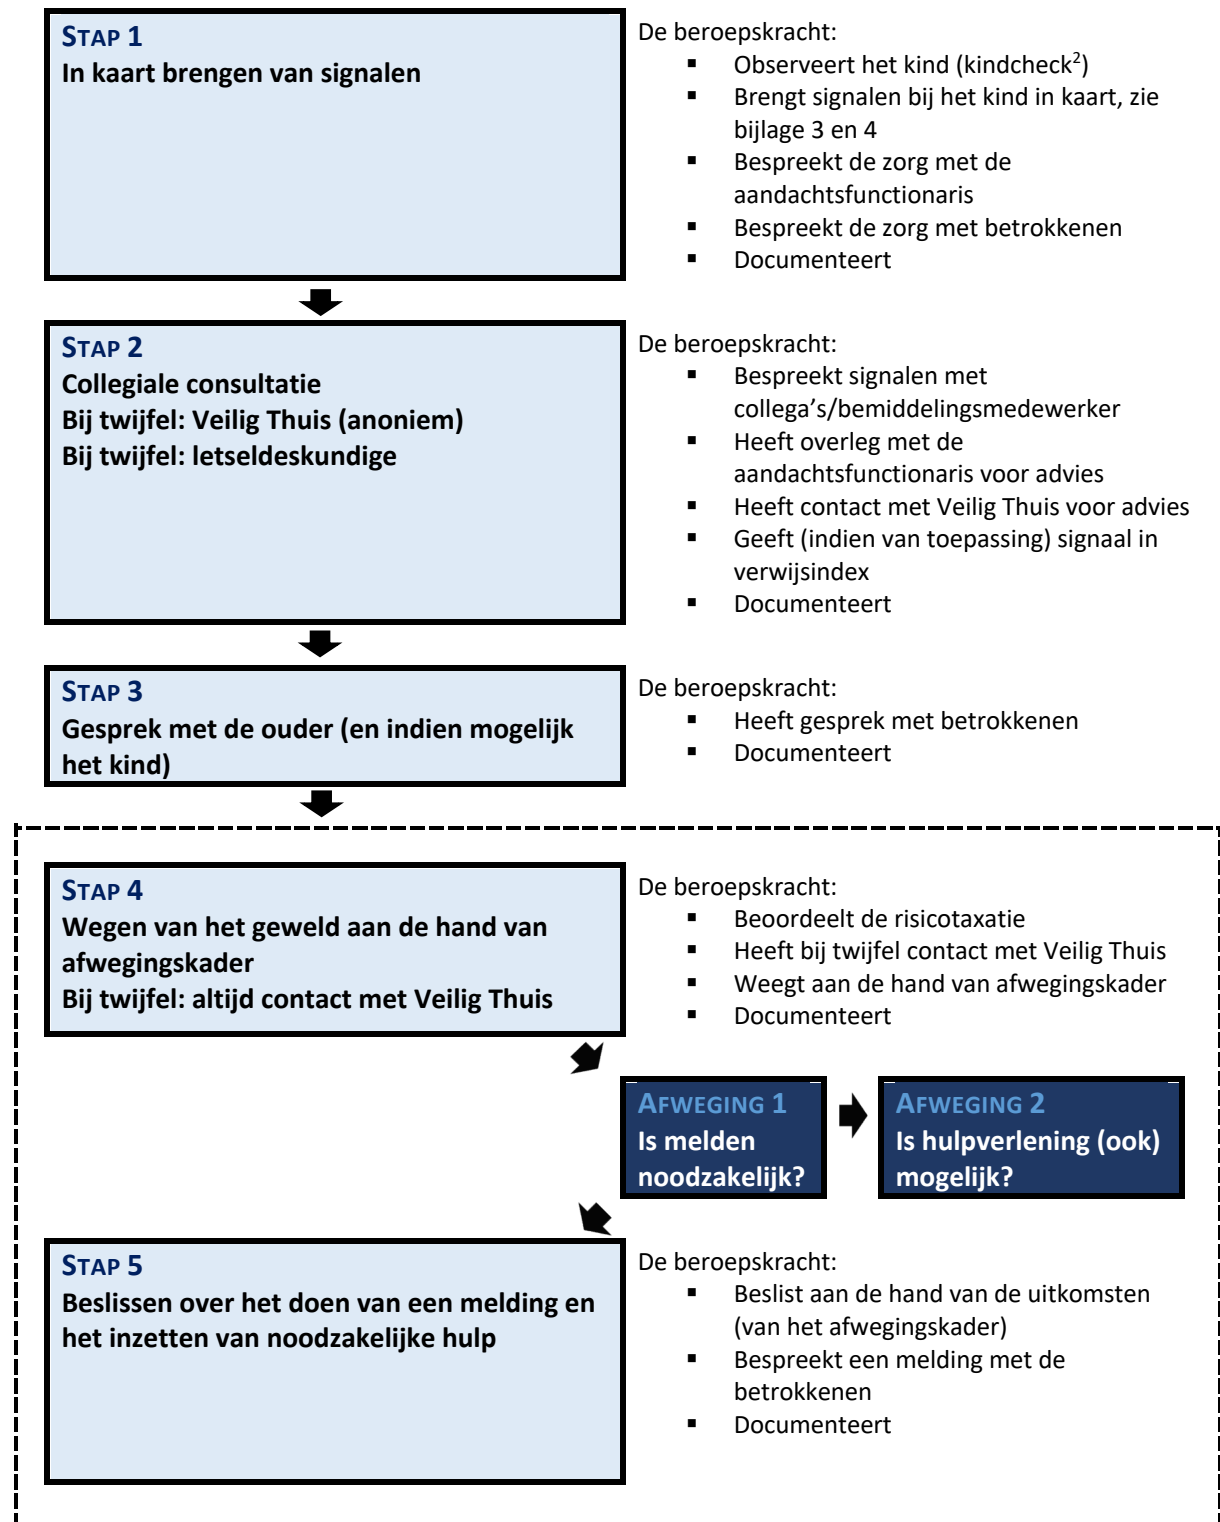 STAP 1
In kaart brengen van signalen
De beroepskracht:
▪ Observeert het kind (kindcheck²)
▪ Brengt signalen bij het kind in kaart, zie
bijlage 3 en 4
▪ Bespreekt de zorg met de
aandachtsfunctionaris
▪ Bespreekt de zorg met betrokkenen
▪ Documenteert
STAP 2
Collegiale consultatie
Bij twijfel: Veilig Thuis (anoniem)
Bij twijfel: letseldeskundige
De beroepskracht:
▪ Bespreekt signalen met
collega's/bemiddelingsmedewerker
▪ Heeft overleg met de
aandachtsfunctionaris voor advies
▪ Heeft contact met Veilig Thuis voor advies
▪ Geeft (indien van toepassing) signaal in
verwijsindex
▪ Documenteert
STAP 3
Gesprek met de ouder (en indien mogelijk
het kind)
De beroepskracht:
▪ Heeft gesprek met betrokkenen
▪ Documenteert
STAP 4
Wegen van het geweld aan de hand van
afwegingskader
Bij twijfel: altijd contact met Veilig Thuis
De beroepskracht:
▪ Beoordeelt de risicotaxatie
▪ Heeft bij twijfel contact met Veilig Thuis
▪ Weegt aan de hand van afwegingskader
▪ Documenteert
AFWEGING 1
Is melden
noodzakelijk?
AFWEGING 2
Is hulpverlening (ook)
mogelijk?
STAP 5
Beslissen over het doen van een melding en
het inzetten van noodzakelijke hulp
De beroepskracht:
▪ Beslist aan de hand van de uitkomsten
(van het afwegingskader)
▪ Bespreekt een melding met de
betrokkenen
▪ Documenteert